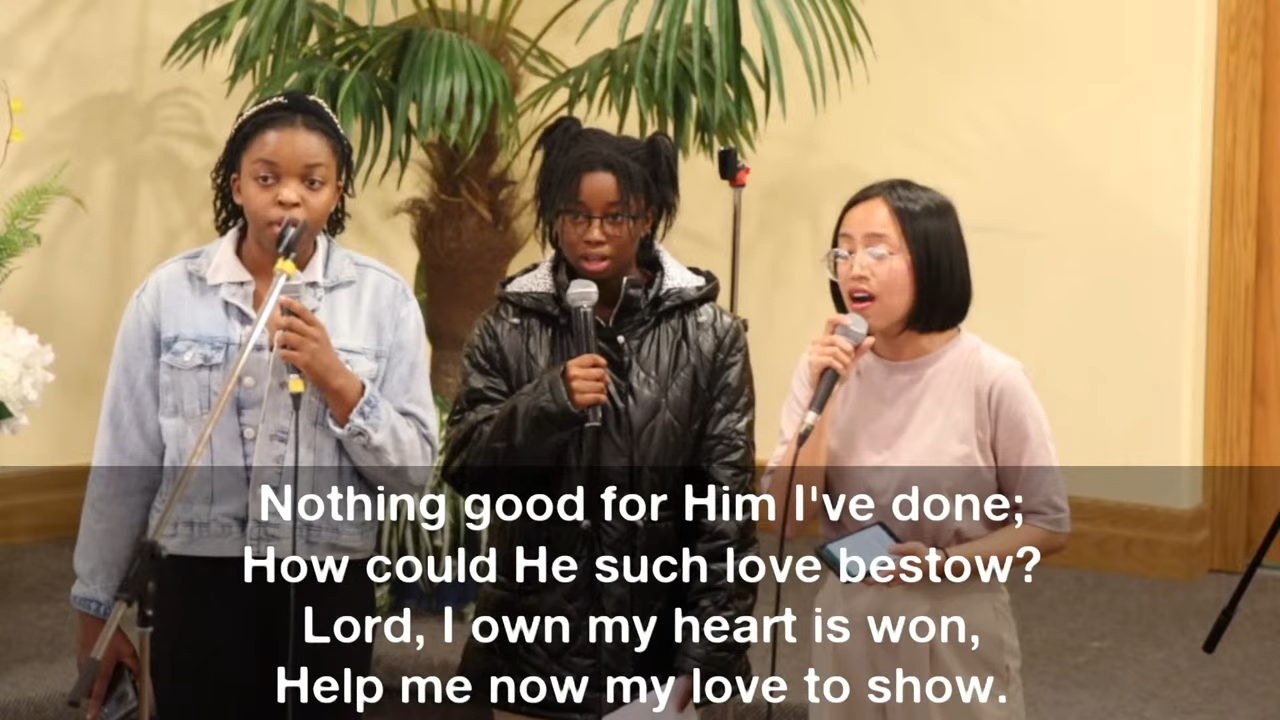 Nothing good for Him I've done;
How could He such love bestow?
Lord, I own my heart is won,
Help me now my love to show.